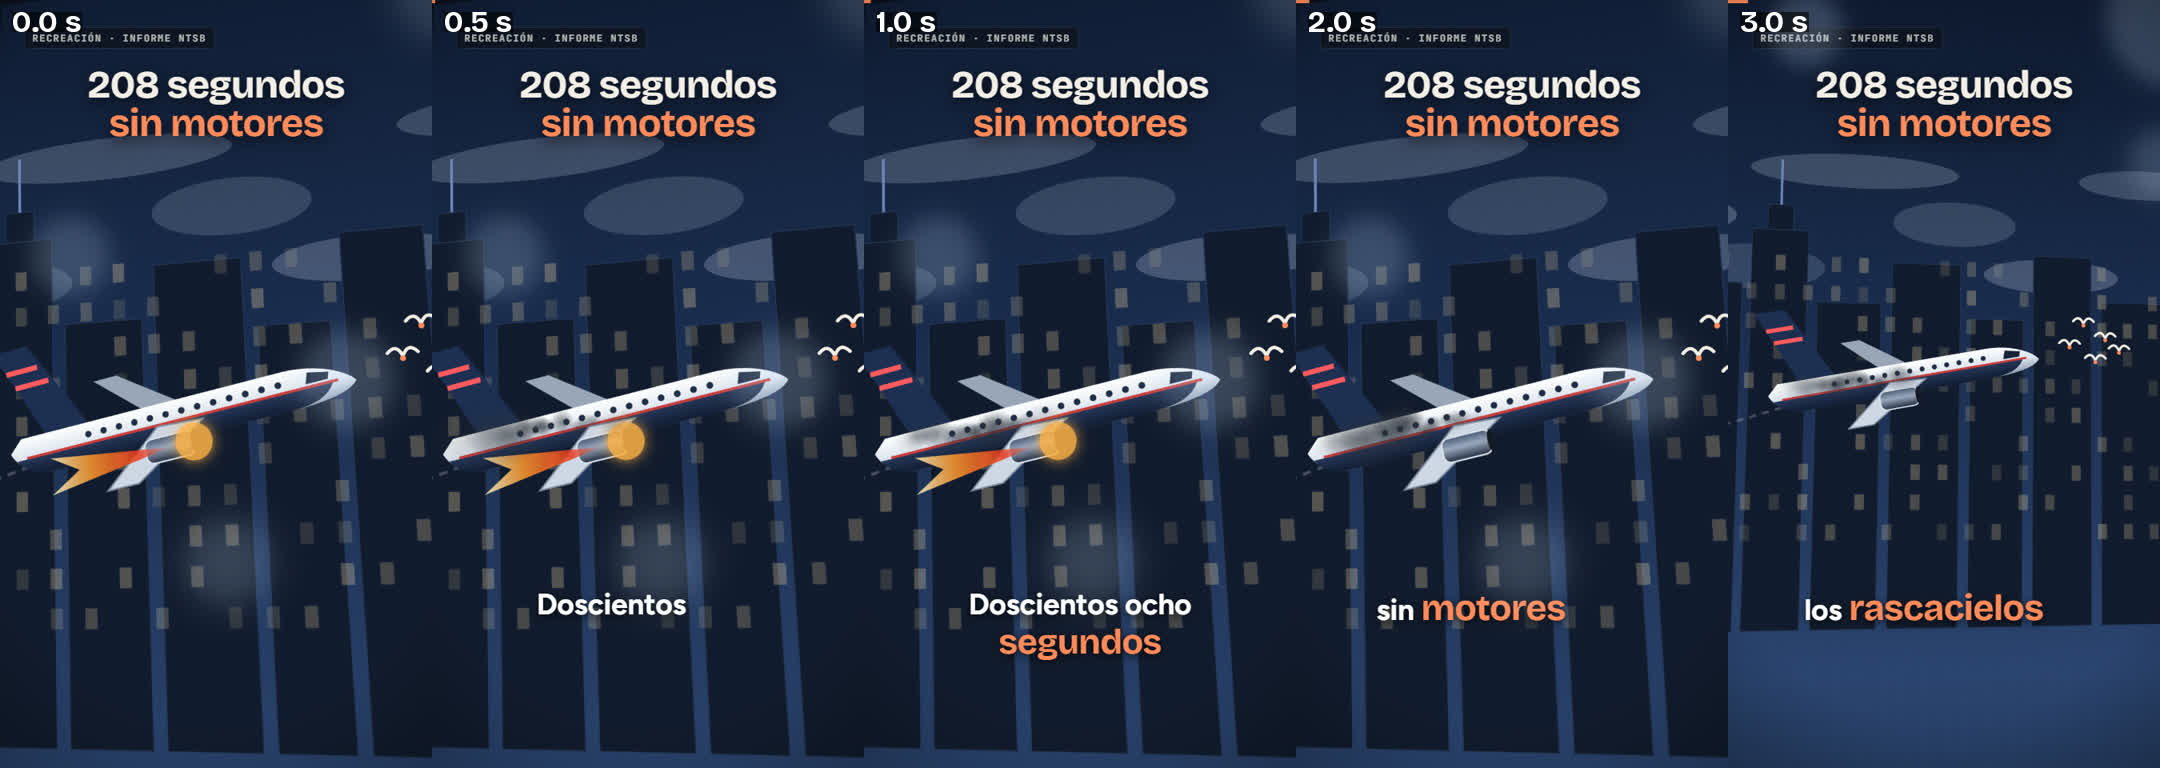 0.0 s
RECREACIÓN - INFORME NTSB
208 segundos
sin motores
0.5 s
RECREACIÓN - INFORME NTSB
208 segundos
sin motores
Doscientos
1.0 s
RECREACIÓN - INFORME NTSB
208 segundos
sin motores
Doscientos ocho
segundos
2.0 s
RECREACIÓN - INFORME NTSB
208 segundos
sin motores
sin motores
3.0 s
RECREACIÓN - INFORME NTSB
208 segundos
sin motores
los rascacielos